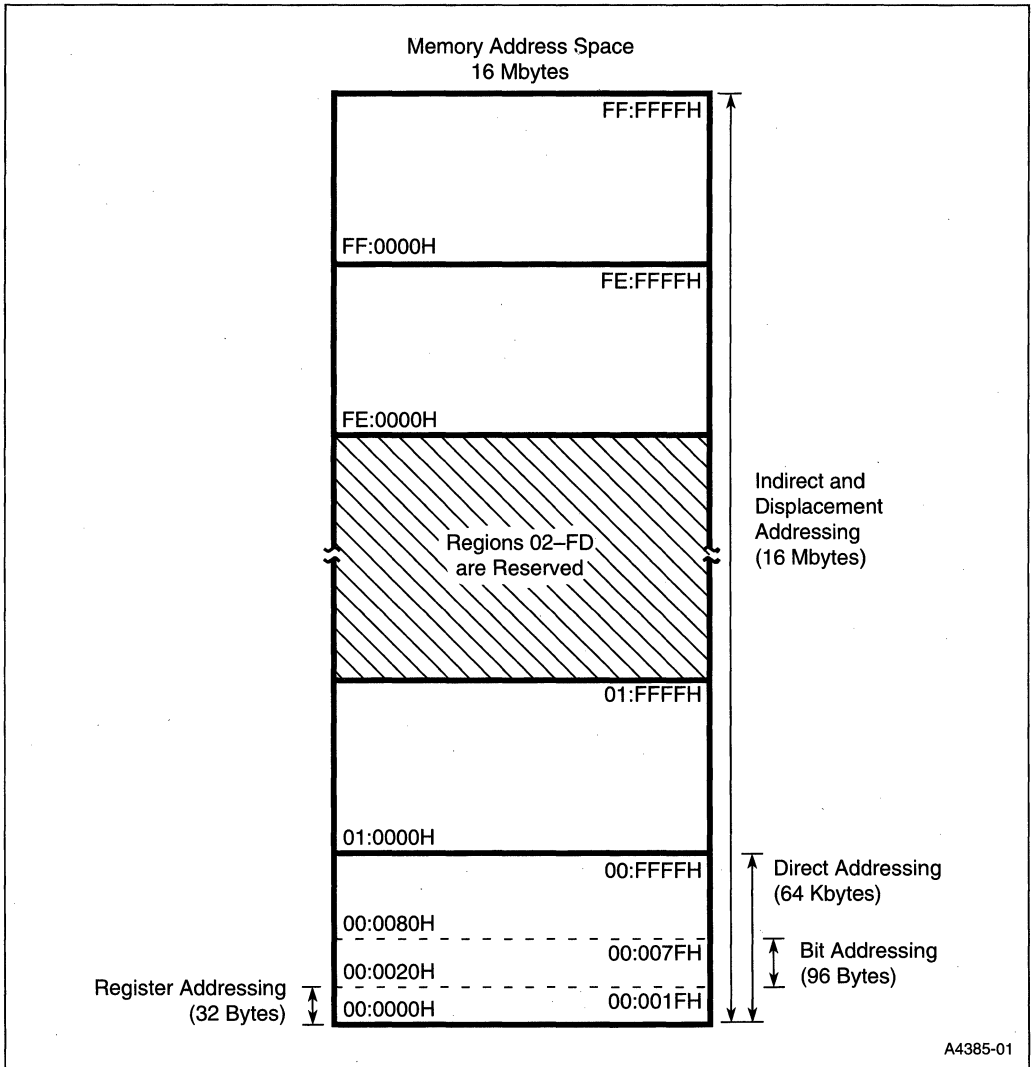 Memory Address Space
16 Mbytes
FF:FFFFH
FF:0000H
FE:FFFFH
FE:0000H
Indirect and
Displacement
Addressing
(16 Mbytes)
Regions 02–FD
are Reserved
01:FFFFH
01:0000H
00:FFFFH
Direct Addressing
(64 Kbytes)
00:0080H
00:007FH
Bit Addressing
(96 Bytes)
00:0020H
Register Addressing
(32 Bytes)
00:001FH
00:0000H
A4385-01